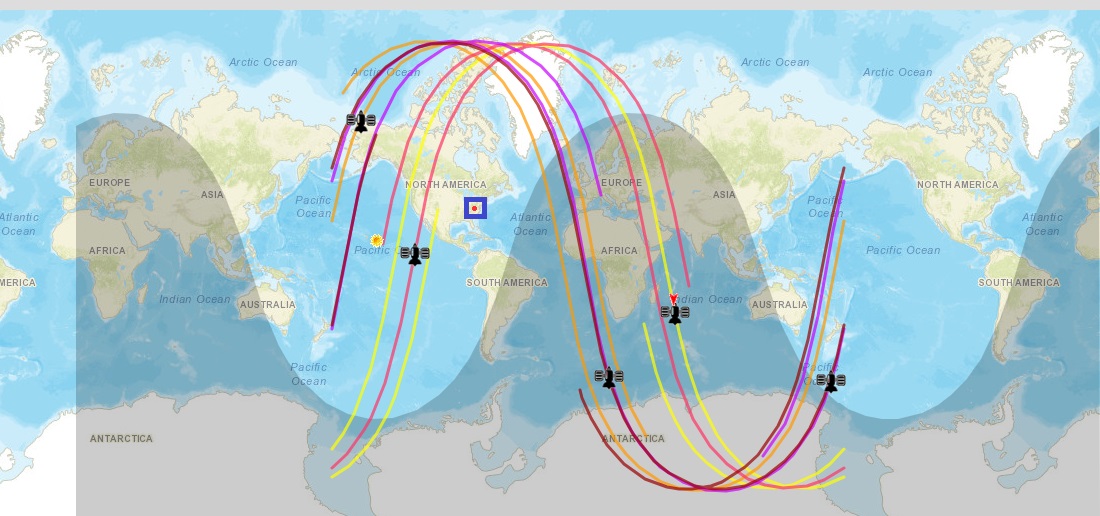 Arctic Ocean
Arctic Ocean
Arctic Ocean
Arctic Ocean
EUROPE
ASIA
NORTH AMERICA
EUROPE
ASIA
NORTH AMERICA
Pacific
Ocean
Pacific
Ocean
Atlantic
Ocean
Atlantic
Ocean
AFRICA
Pacific
AFRICA
Pacific Ocean
MERICA
SOUTH AMERICA
SOUTH AMERICA
Indian Ocean
AUSTRALIA
Indian Ocean
AUSTRALIA
Pacific
Ocean
Pacific
Ocean
ANTARCTICA
ANTARCTICA